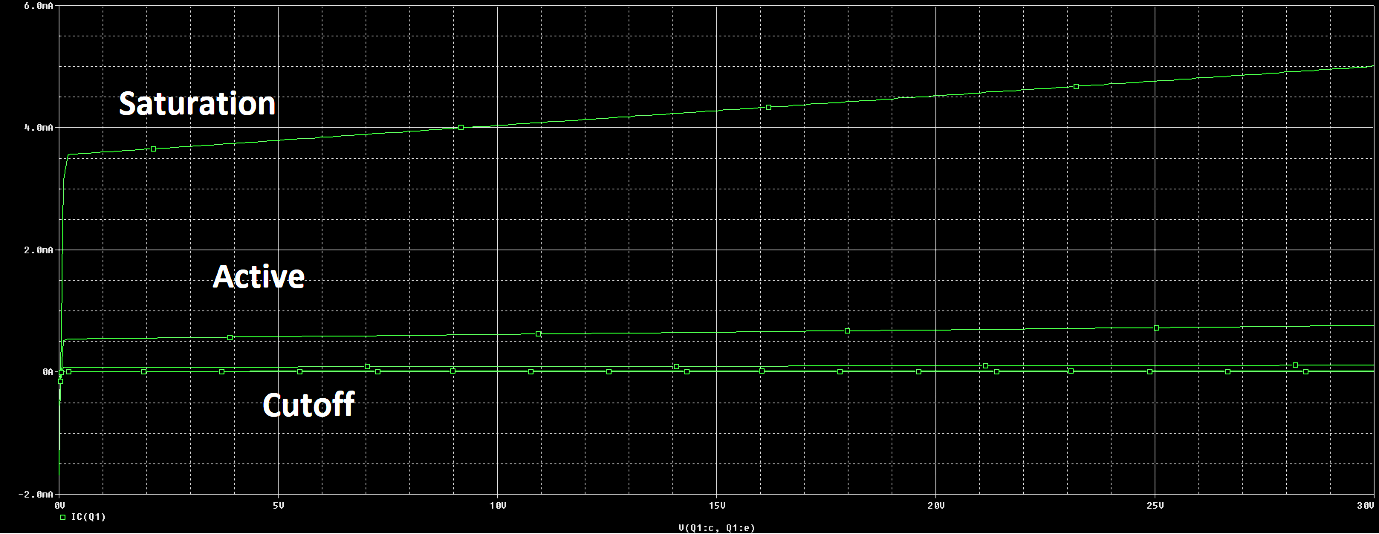 6.0mA
Saturation
4.0mA
2.0mA
Active
0A
Cutoff
-2.0mA
0V 5V 10V 15V 20V 25V 30V
IC(Q1)
V(Q1:c, Q1:e)